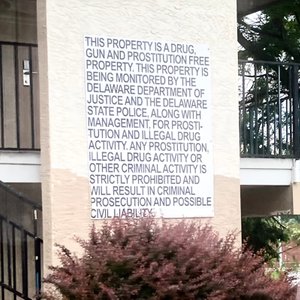 THIS PROPERTY IS A DRUG,
GUN AND PROSTITUTION FREE
PROPERTY. THIS PROPERTY IS
BEING MONITORED BY THE
DELAWARE DEPARTMENT OF
JUSTICE AND THE DELAWARE
STATE POLICE, ALONG WITH
MANAGEMENT, FOR PROSTI-
TUTION AND ILLEGAL DRUG
ACTIVITY. ANY PROSTITUTION,
ILLEGAL DRUG ACTIVITY OR
OTHER CRIMINAL ACTIVITY IS
STRICTLY PROHIBITED AND
WILL RESULT IN CRIMINAL
PROSECUTION AND POSSIBLE
CIVIL LIABILITY.